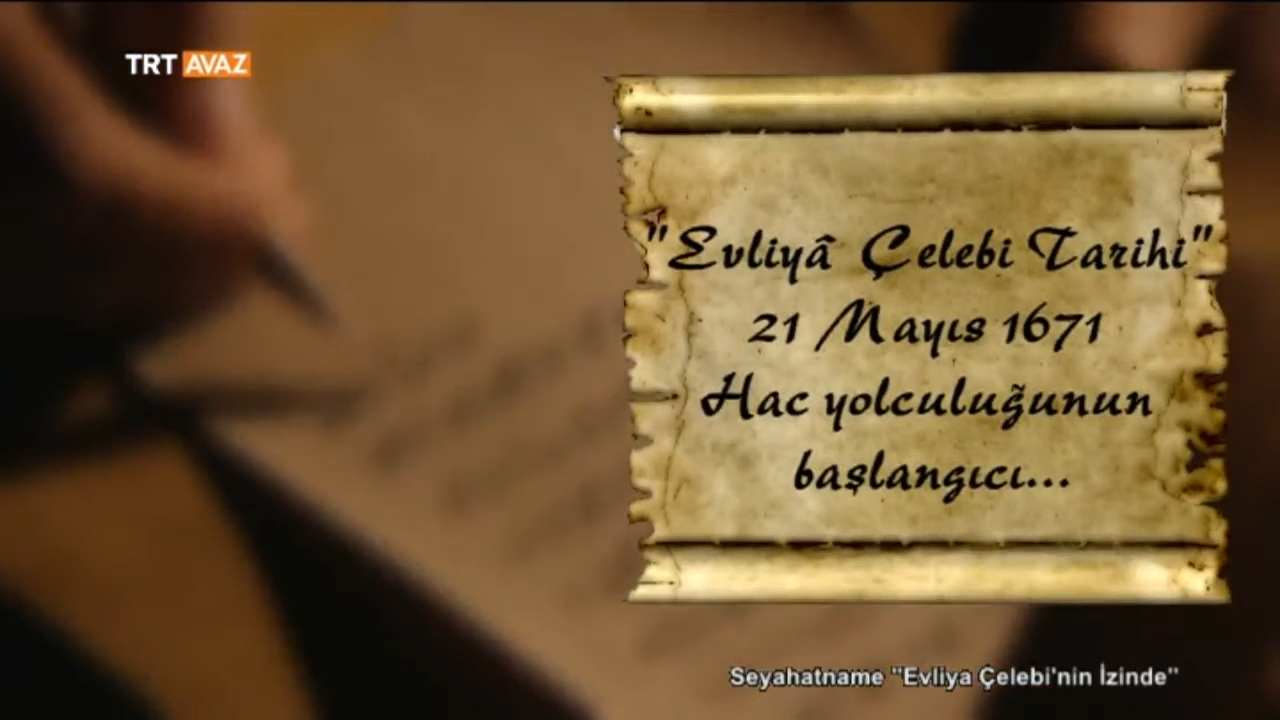 TRT AVAZ
"Evliyâ Çelebi Tarihi"
21 Mayıs 1671
Hac yolculuğunun
başlangıcı...
Seyahatname "Evliya Çelebi'nin İzinde"